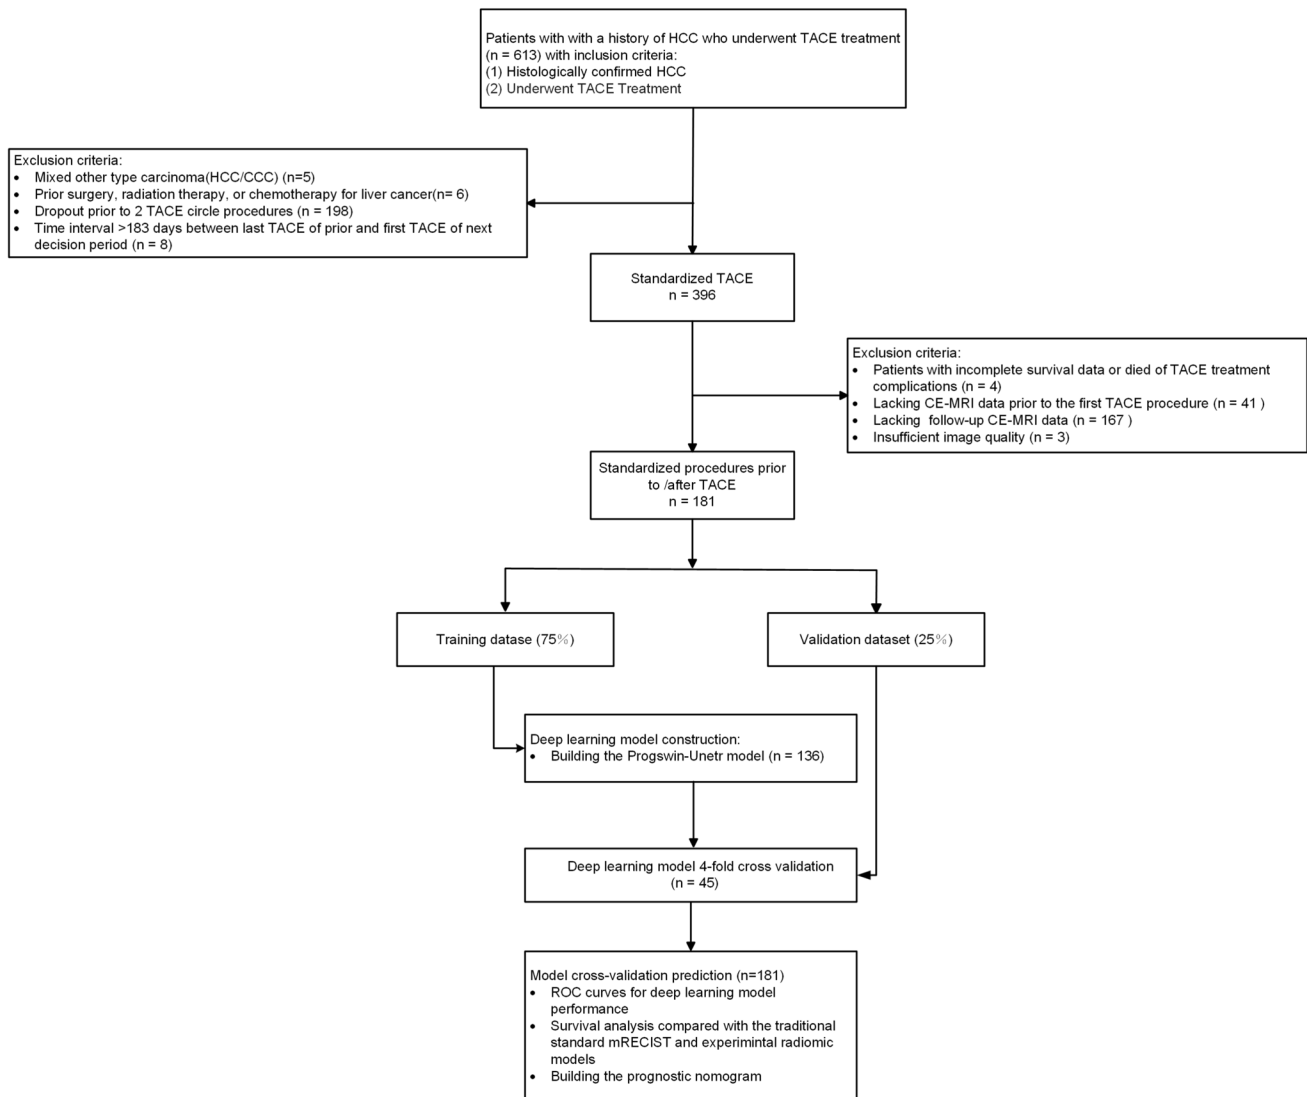 Patients with with a history of HCC who underwent TACE treatment
(n = 613) with inclusion criteria:
(1) Histologically confirmed HCC
(2) Underwent TACE Treatment
Exclusion criteria:
• Mixed other type carcinoma(HCC/CCC) (n=5)
• Prior surgery, radiation therapy, or chemotherapy for liver cancer(n= 6)
• Dropout prior to 2 TACE circle procedures (n = 198)
• Time interval >183 days between last TACE of prior and first TACE of next
decision period (n = 8)
Standardized TACE
n = 396
Exclusion criteria:
• Patients with incomplete survival data or died of TACE treatment
complications (n = 4)
• Lacking CE-MRI data prior to the first TACE procedure (n = 41 )
• Lacking follow-up CE-MRI data (n = 167 )
• Insufficient image quality (n = 3)
Standardized procedures prior
to /after TACE
n = 181
Training datase (75%)
Validation dataset (25%)
Deep learning model construction:
• Building the Progswin-Unetr model (n = 136)
Deep learning model 4-fold cross validation
(n = 45)
Model cross-validation prediction (n=181)
• ROC curves for deep learning model
performance
• Survival analysis compared with the traditional
standard mRECIST and experimintal radiomic
models
• Building the prognostic nomogram